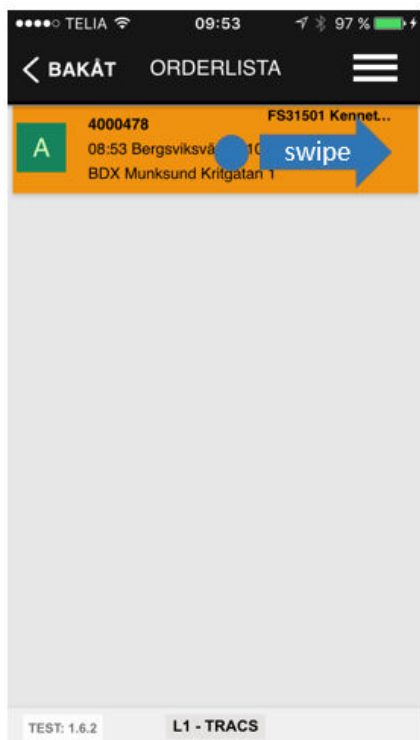 TELIA 09:53 97 %
BAKÅT ORDERLISTA
4000478 FS31501 Kennet...
A
08:53 Bergsviksvä 10
swipe
BDX Munksund Kritgatan 1
TEST: 1.6.2 L1 - TRACS